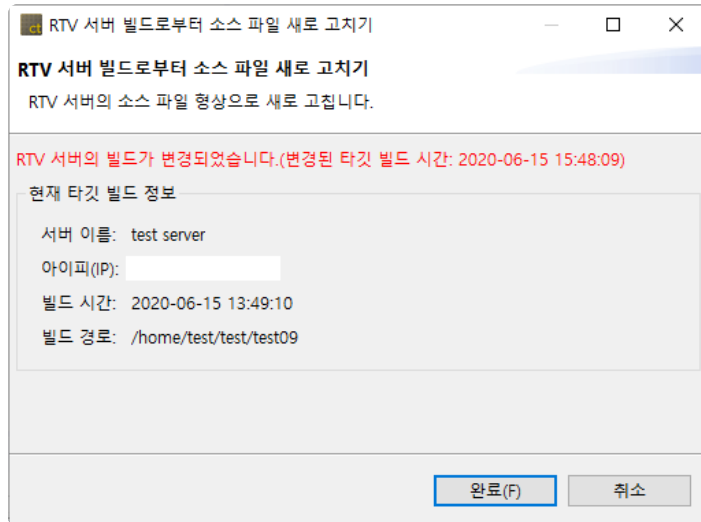 ct RTV 서버 빌드로부터 소스 파일 새로 고치기
RTV 서버 빌드로부터 소스 파일 새로 고치기
RTV 서버의 소스 파일 형상으로 새로 고칩니다.
RTV 서버의 빌드가 변경되었습니다.(변경된 타깃 빌드 시간: 2020-06-15 15:48:09)
현재 타깃 빌드 정보
서버 이름: test server
아이피(IP):
빌드 시간: 2020-06-15 13:49:10
빌드 경로: /home/test/test/test09
완료(F) 취소